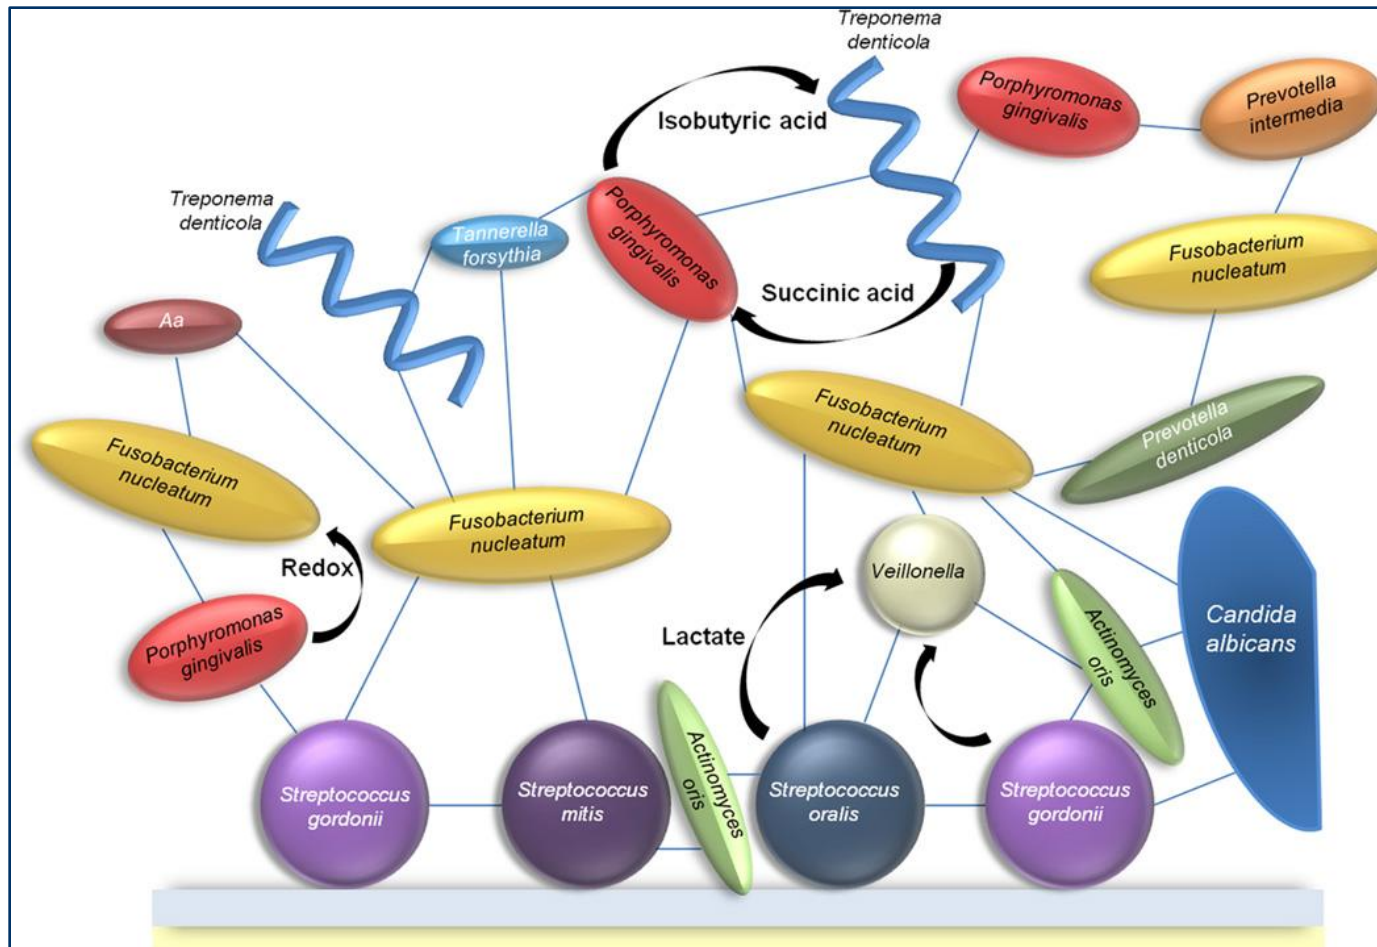 Treponema
denticola
Porphyromonas
gingivalis
Prevotella
intermedia
Isobutyric acid
Treponema
denticola
Tannerella
forsythia
Porphyromonas
gingivalis
Fusobacterium
nucleatum
Succinic acid
Aa
Fusobacterium
nucleatum
Prevotella
denticola
Fusobacterium
nucleatum
Fusobacterium
nucleatum
Redox
Veillonella
Candida
albicans
Porphyromonas
gingivalis
Lactate
Actinomyces
oris
Actinomyces
oris
Streptococcus
gordonii
Streptococcus
mitis
Streptococcus
oralis
Streptococcus
gordonii